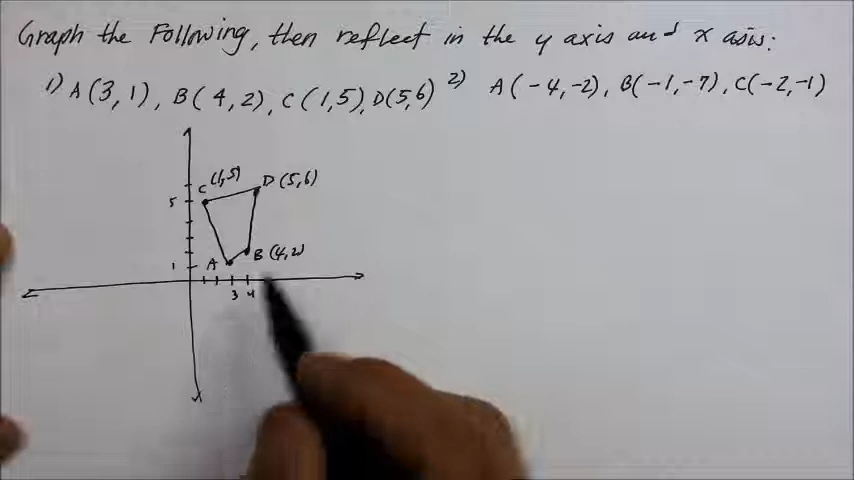 Graph the Following, then reflect in the y axis and x asis:
1) A(3, 1), B(4, 2), C(1, 5), D(5, 6)
2) A(-4, -2), B(-1, -7), C(-2, -1)
C (1, 5)
D (5, 6)
5
B (4, 2)
A
1
3 4